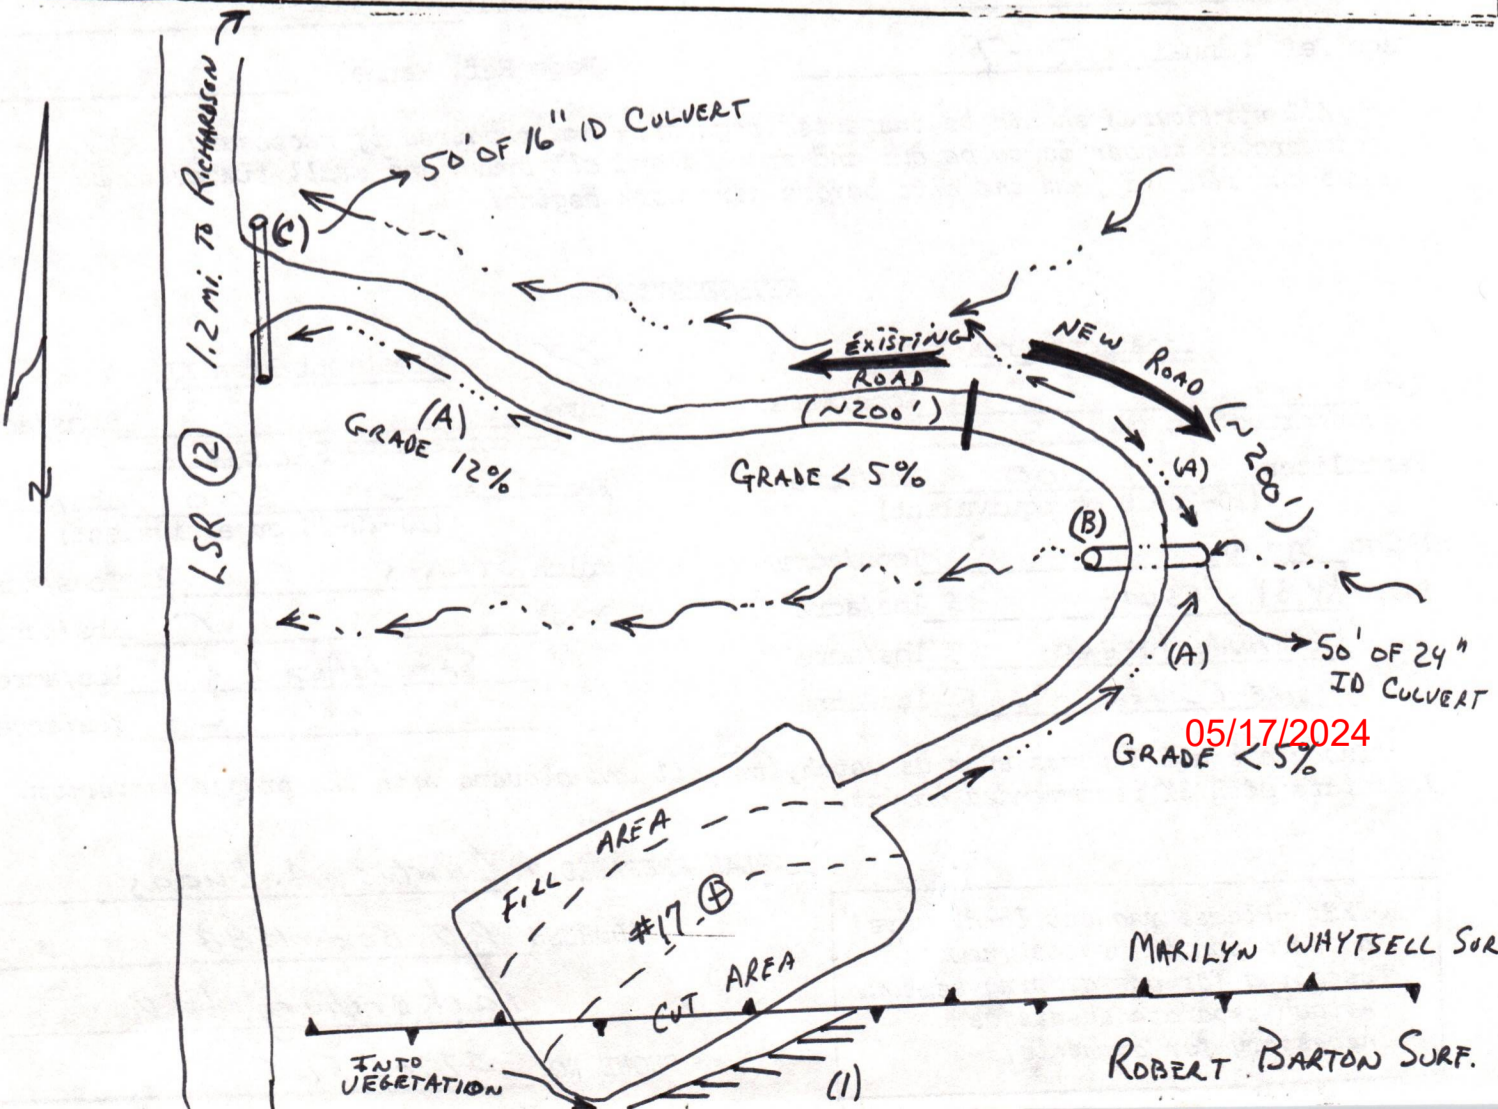 1.2 MI. TO RICHARDSON
LSR 12
N
50' OF 16" ID CULVERT
(C)
EXISTING
ROAD
(~200')
NEW ROAD
(~200')
(A)
GRADE
12%
GRADE < 5%
(A)
(B)
(A)
50' OF 24"
ID CULVERT
05/17/2024
GRADE < 5%
FILL AREA
#17
CUT AREA
MARILYN WHYTSELL SUR
ROBERT BARTON SURF.
INTO
VEGETATION
(1)